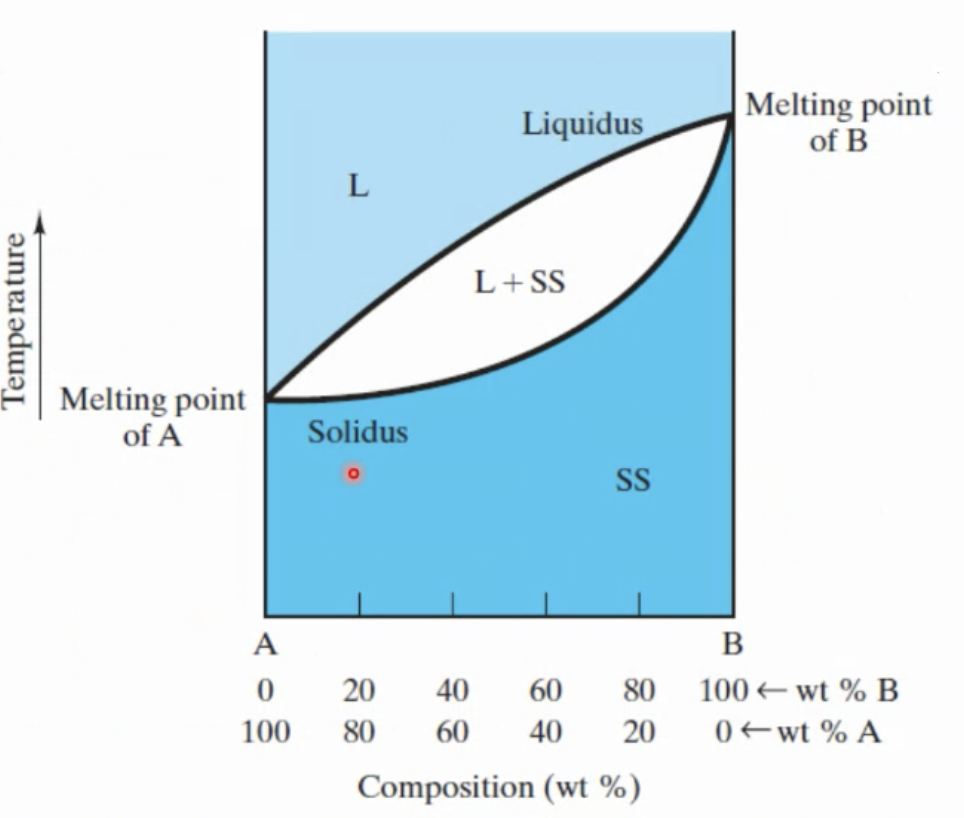 Melting point
of B
Liquidus
L
L + SS
Temperature
Melting point
of A
Solidus
SS
A B
0 20 40 60 80 100 ← wt % B
100 80 60 40 20 0 ← wt % A
Composition (wt %)